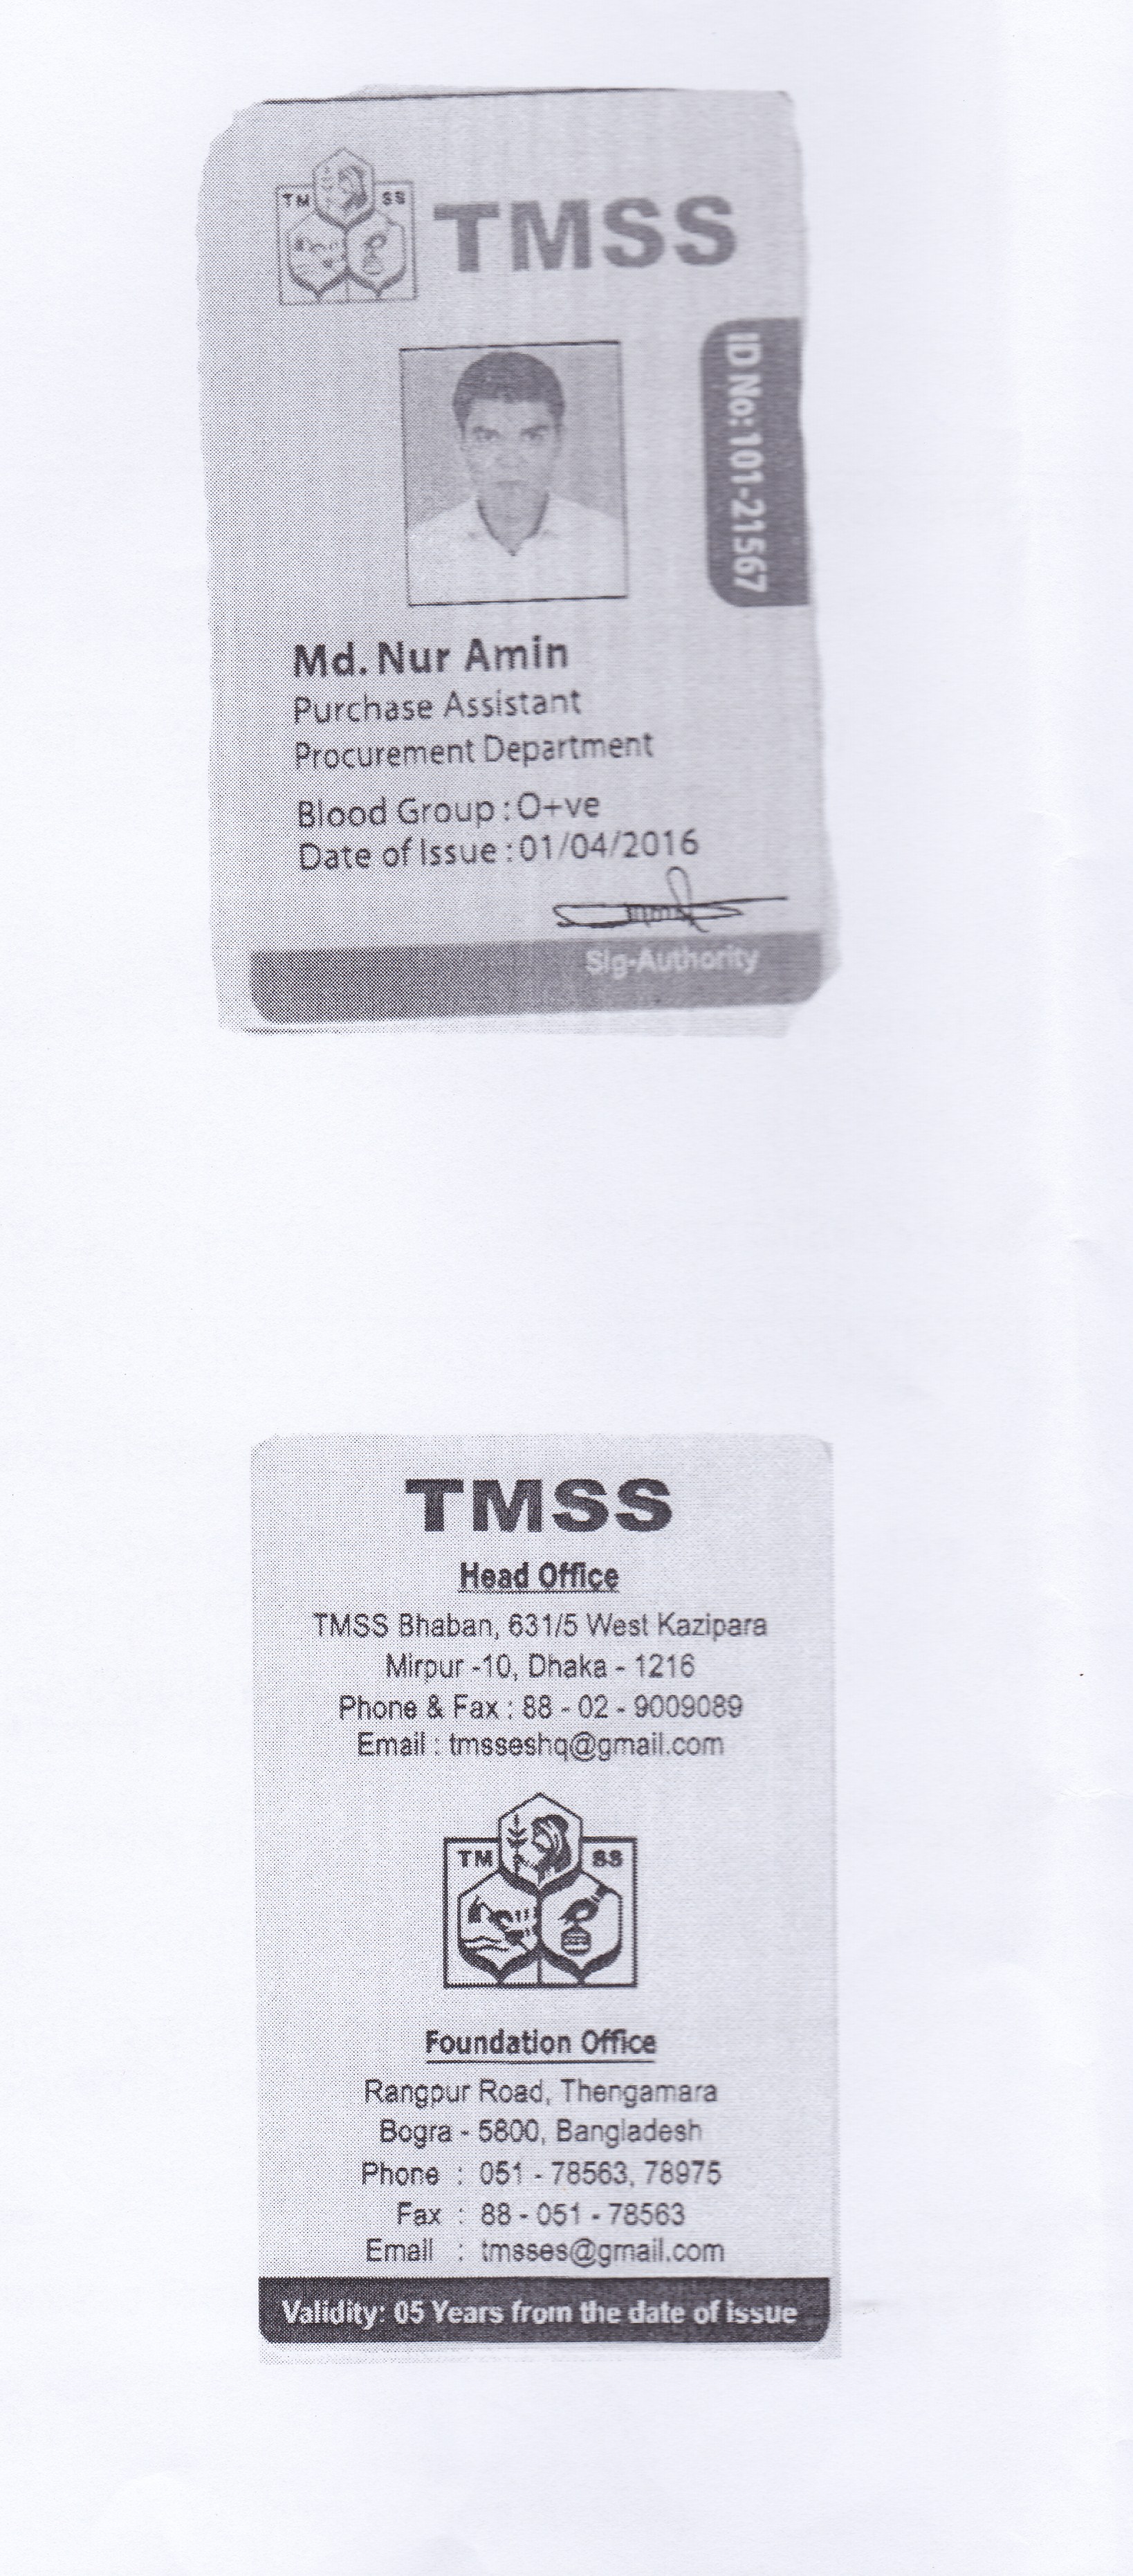 TM SS
TMSS
ID No: 101-21567
Md. Nur Amin
Purchase Assistant
Procurement Department
Blood Group : O+ve
Date of Issue : 01/04/2016
Sig-Authority
TMSS
Head Office
TMSS Bhaban, 631/5 West Kazipara
Mirpur -10, Dhaka - 1216
Phone & Fax : 88 - 02 - 9009089
Email : tmsseshq@gmail.com
TM SS
Foundation Office
Rangpur Road, Thengamara
Bogra - 5800, Bangladesh
Phone : 051 - 78563, 78975
Fax : 88 - 051 - 78563
Email : tmsses@gmail.com
Validity: 05 Years from the date of issue